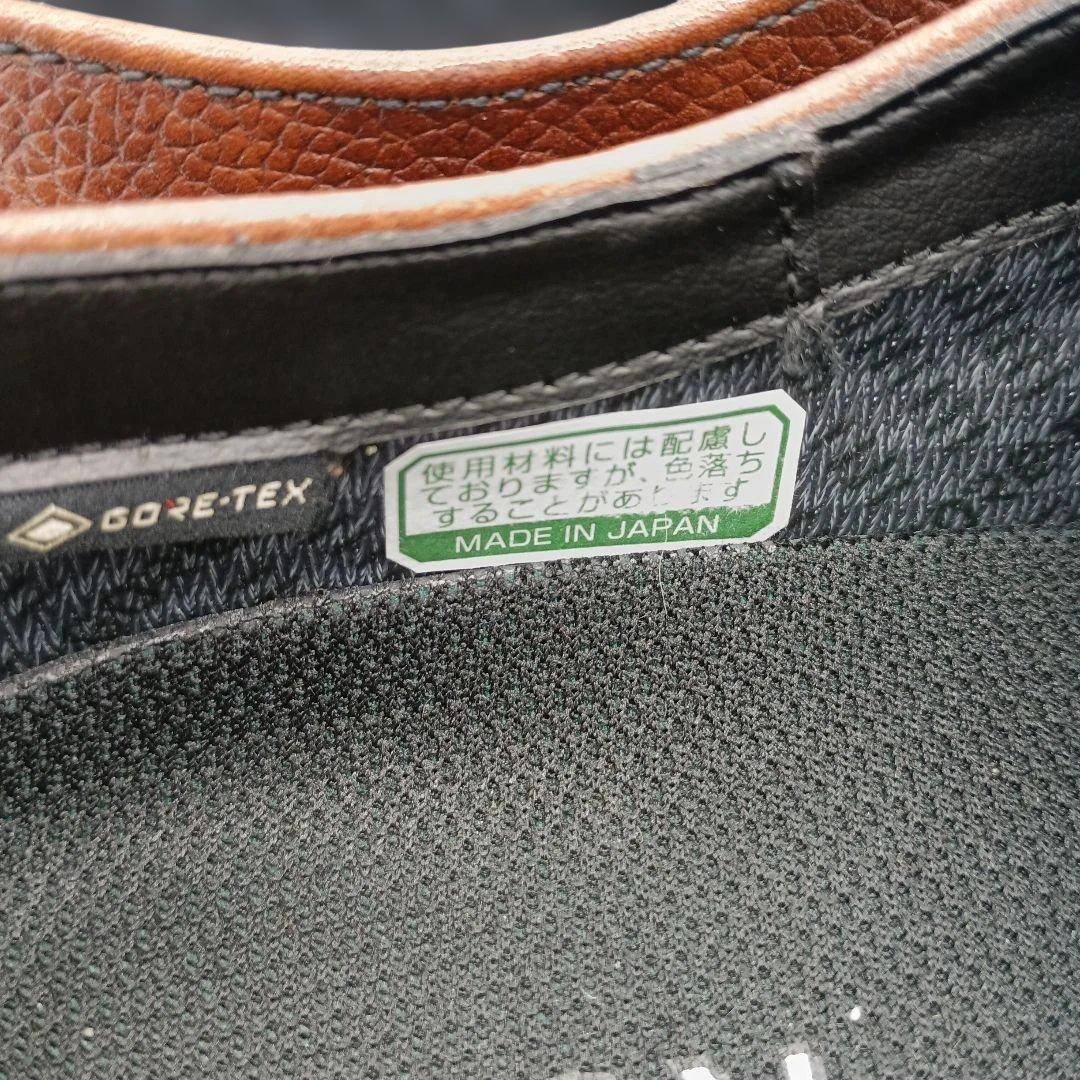 GORE-TEX
使用材料には配慮し
ておりますが、色落ち
することがあります
MADE IN JAPAN